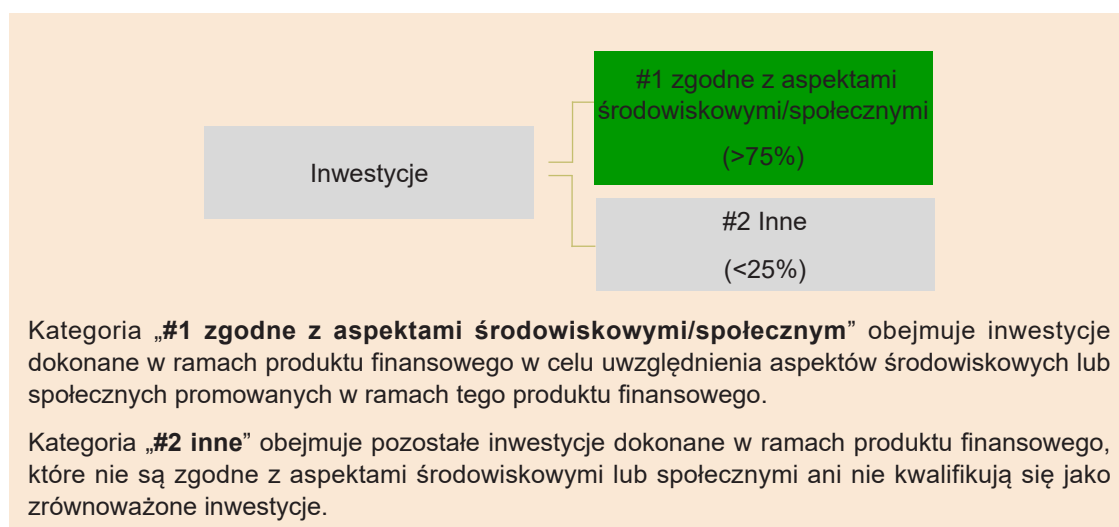 #1 zgodne z aspektami
środowiskowymi/społecznymi
(>75%)
Inwestycje
#2 Inne
(<25%)
Kategoria „#1 zgodne z aspektami środowiskowymi/społecznym” obejmuje inwestycje
dokonane w ramach produktu finansowego w celu uwzględnienia aspektów środowiskowych lub
społecznych promowanych w ramach tego produktu finansowego.
Kategoria „#2 inne” obejmuje pozostałe inwestycje dokonane w ramach produktu finansowego,
które nie są zgodne z aspektami środowiskowymi lub społecznymi ani nie kwalifikują się jako
zrównoważone inwestycje.